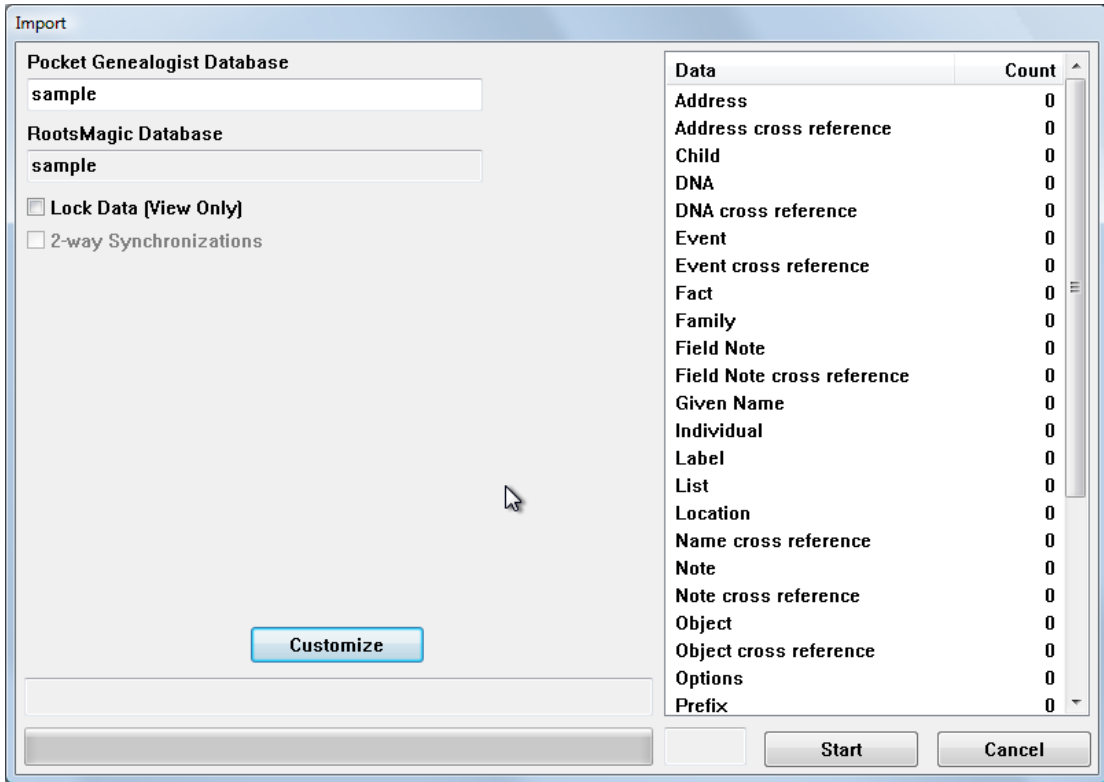 Import
Pocket Genealogist Database
sample
RootsMagic Database
sample
Lock Data (View Only)
2-way Synchronizations
Customize
Data Count
Address 0
Address cross reference 0
Child 0
DNA 0
DNA cross reference 0
Event 0
Event cross reference 0
Fact 0
Family 0
Field Note 0
Field Note cross reference 0
Given Name 0
Individual 0
Label 0
List 0
Location 0
Name cross reference 0
Note 0
Note cross reference 0
Object 0
Object cross reference 0
Options 0
Prefix 0
Start Cancel